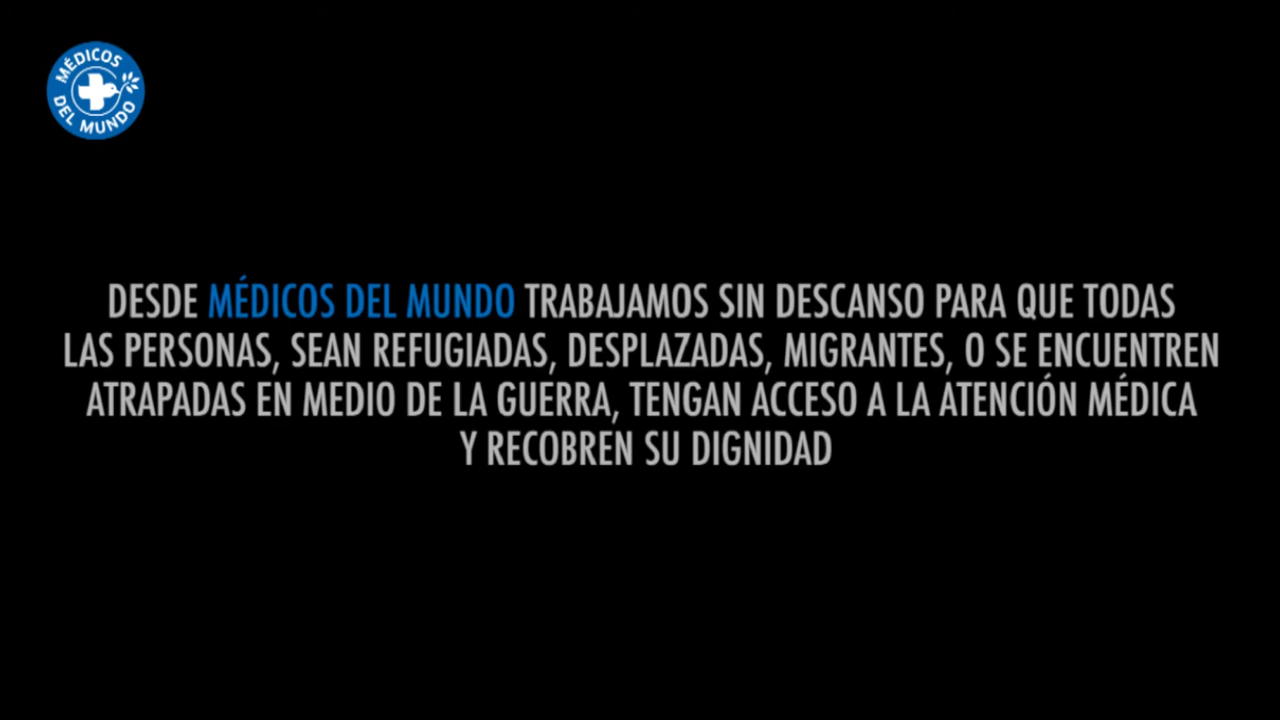 MÉDICOS
DEL MUNDO
DESDE MÉDICOS DEL MUNDO TRABAJAMOS SIN DESCANSO PARA QUE TODAS
LAS PERSONAS, SEAN REFUGIADAS, DESPLAZADAS, MIGRANTES, O SE ENCUENTREN
ATRAPADAS EN MEDIO DE LA GUERRA, TENGAN ACCESO A LA ATENCIÓN MÉDICA
Y RECOBREN SU DIGNIDAD